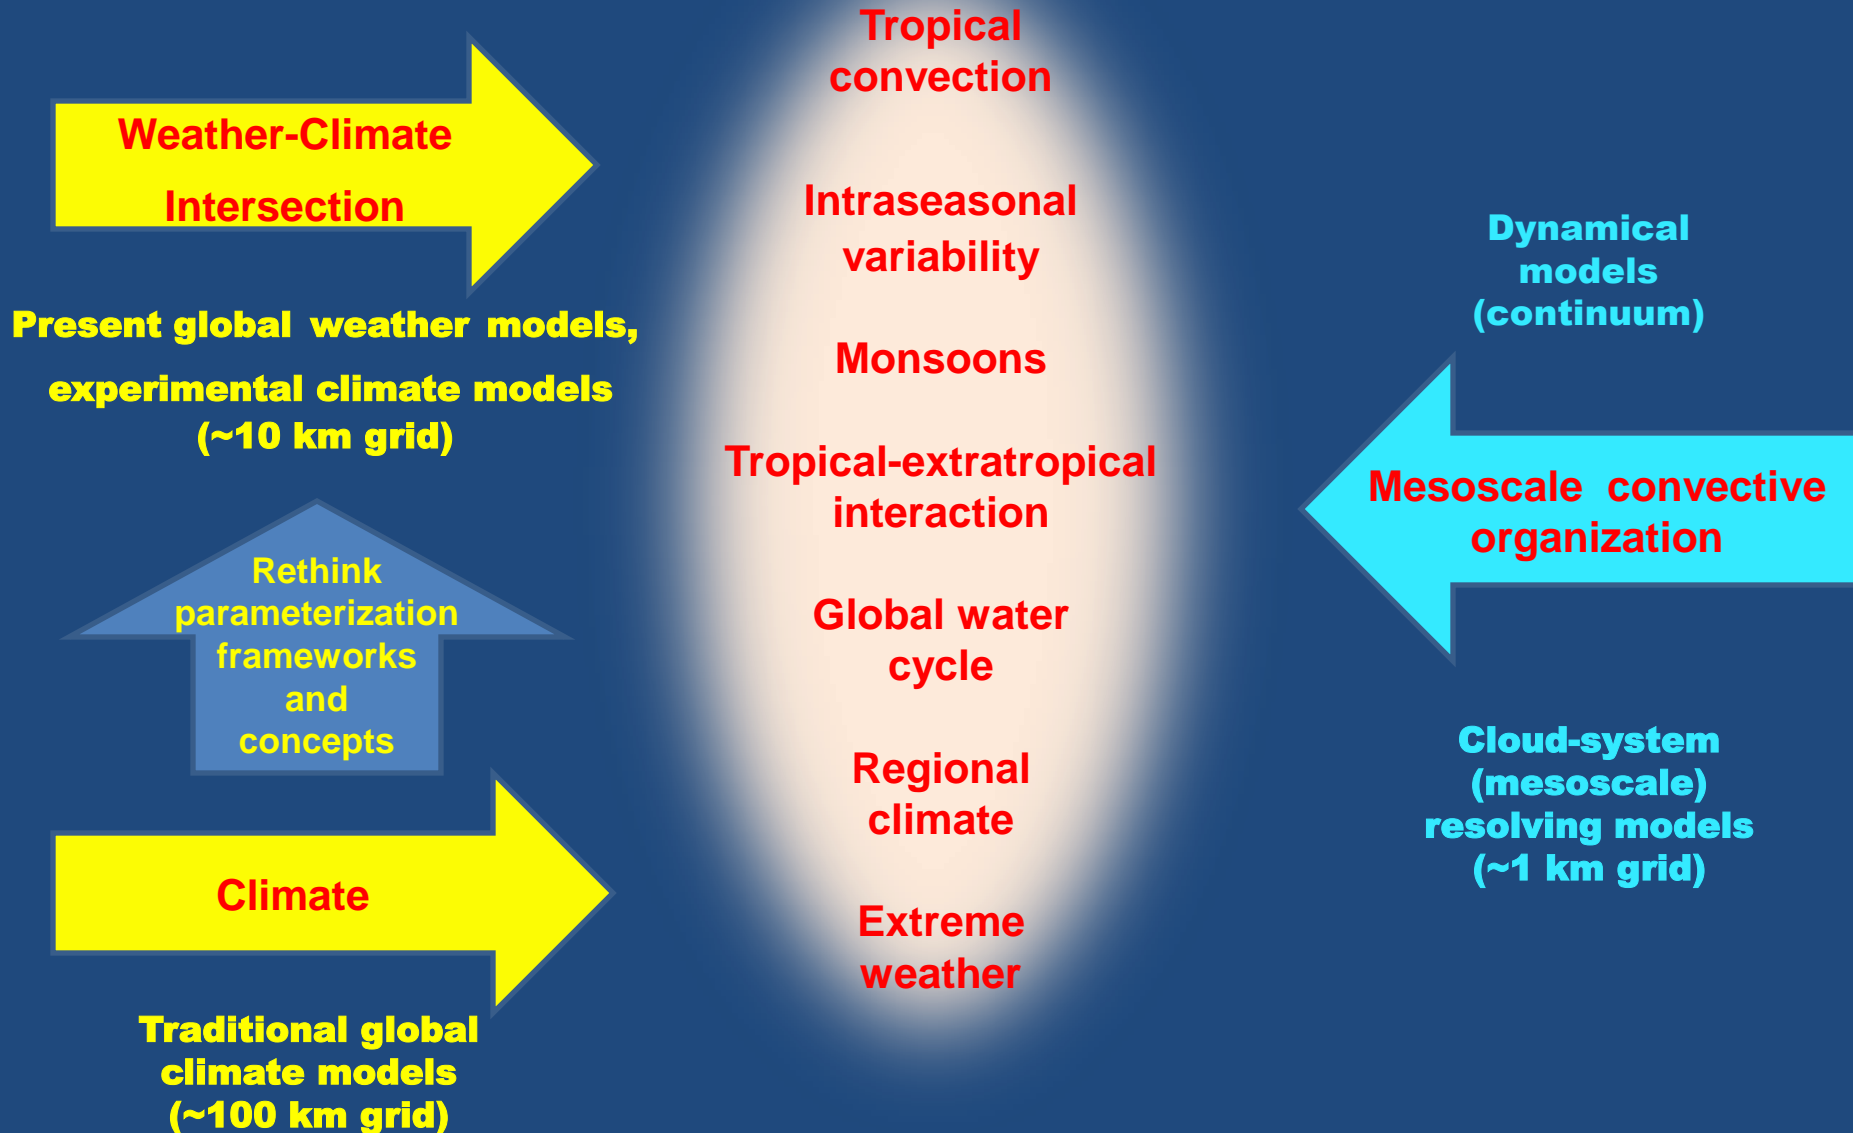 Weather-Climate
Intersection
Present global weather models,
experimental climate models
(~10 km grid)
Rethink
parameterization
frameworks
and
concepts
Climate
Traditional global
climate models
(~100 km grid)
Tropical
convection
Intraseasonal
variability
Monsoons
Tropical-extratropical
interaction
Global water
cycle
Regional
climate
Extreme
weather
Dynamical
models
(continuum)
Mesoscale convective
organization
Cloud-system
(mesoscale)
resolving models
(~1 km grid)